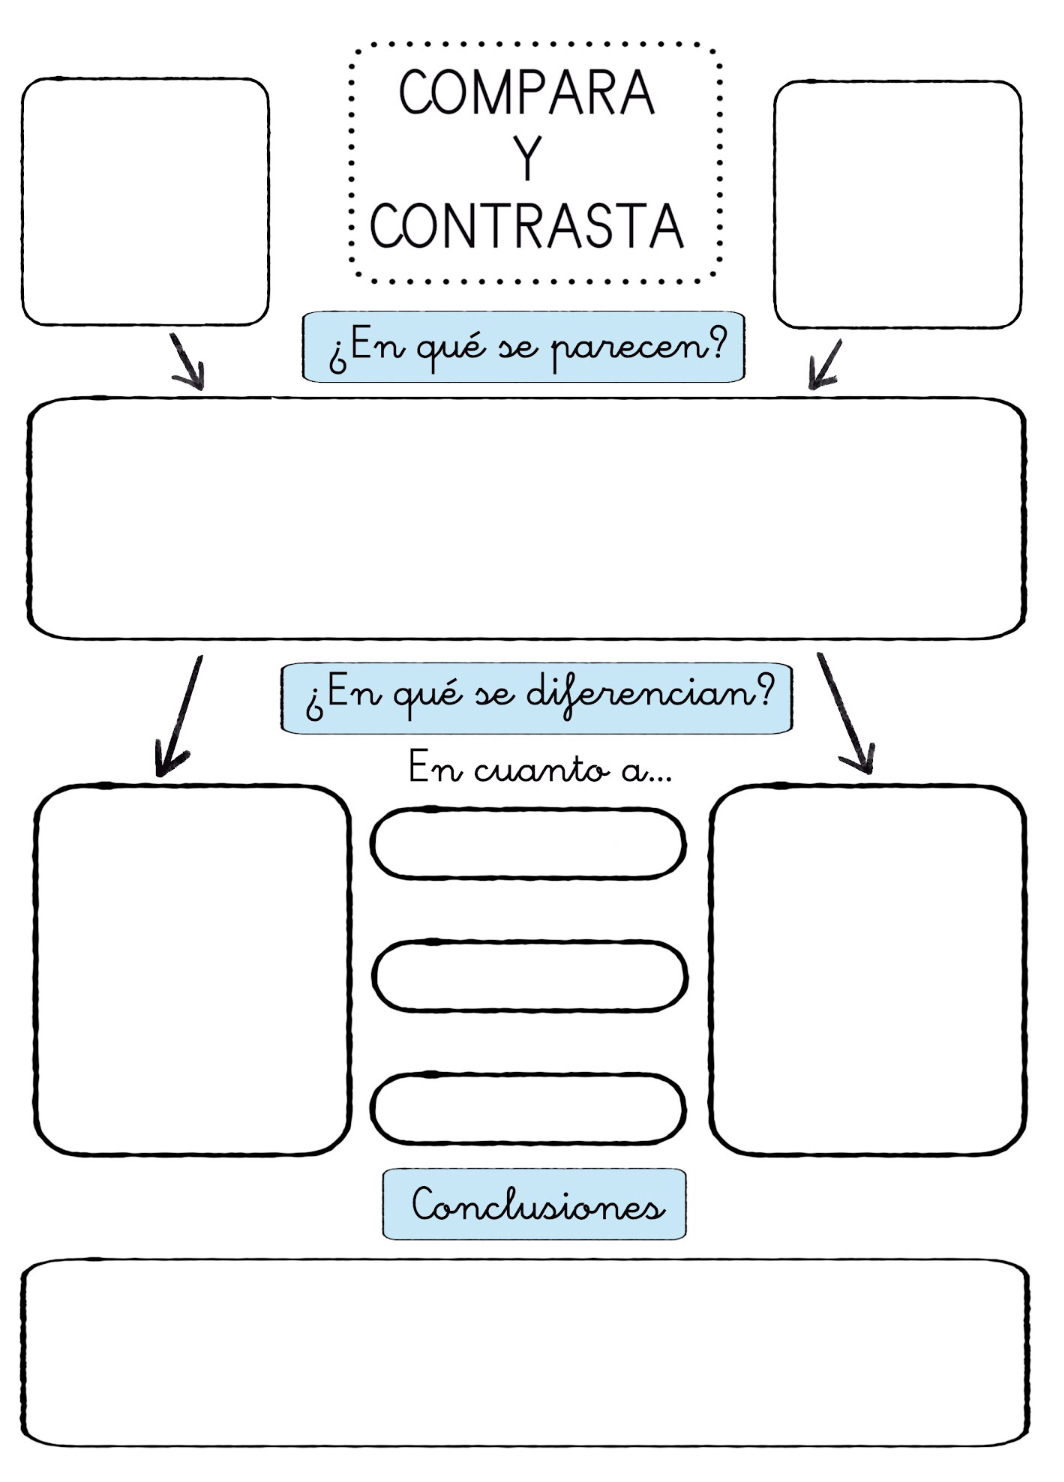 COMPARA
Y
CONTRASTA
¿En qué se parecen?
¿En qué se diferencian?
En cuanto a...
Conclusiones